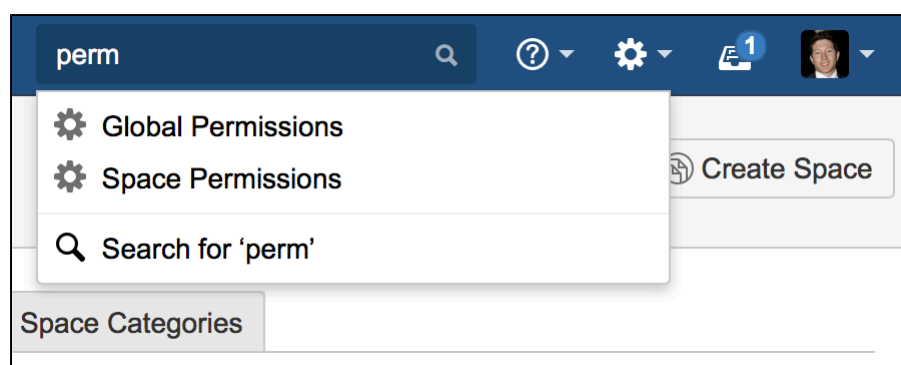 perm
1
Global Permissions
Space Permissions
Create Space
Search for ‘perm’
Space Categories